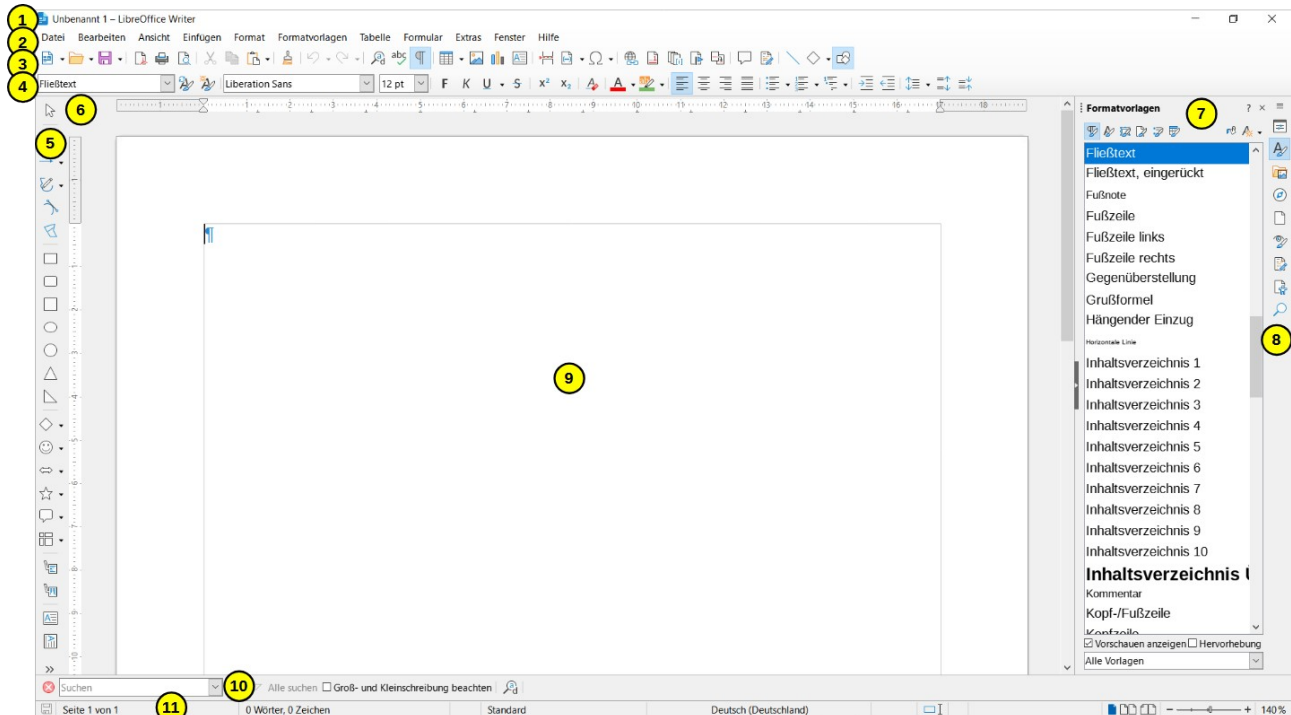 1 Unbenannt 1 – LibreOffice Writer
2 Datei Bearbeiten Ansicht Einfügen Format Formatvorlagen Tabelle Formular Extras Fenster Hilfe
3
4 Fließtext Liberation Sans 12 pt F K U S X² X₂ A
6
5
7
8
9
Formatvorlagen ? ×
Fließtext
Fließtext, eingerückt
Fußnote
Fußzeile
Fußzeile links
Fußzeile rechts
Gegenüberstellung
Grußformel
Hängender Einzug
Horizontale Linie
Inhaltsverzeichnis 1
Inhaltsverzeichnis 2
Inhaltsverzeichnis 3
Inhaltsverzeichnis 4
Inhaltsverzeichnis 5
Inhaltsverzeichnis 6
Inhaltsverzeichnis 7
Inhaltsverzeichnis 8
Inhaltsverzeichnis 9
Inhaltsverzeichnis 10
Inhaltsverzeichnis
Kommentar
Kopf-/Fußzeile
Kopfzeile
Vorschauen anzeigen Hervorhebung
Alle Vorlagen
Suchen 10 Alle suchen Groß- und Kleinschreibung beachten
Seite 1 von 1 11 0 Wörter, 0 Zeichen Standard Deutsch (Deutschland) 140 %